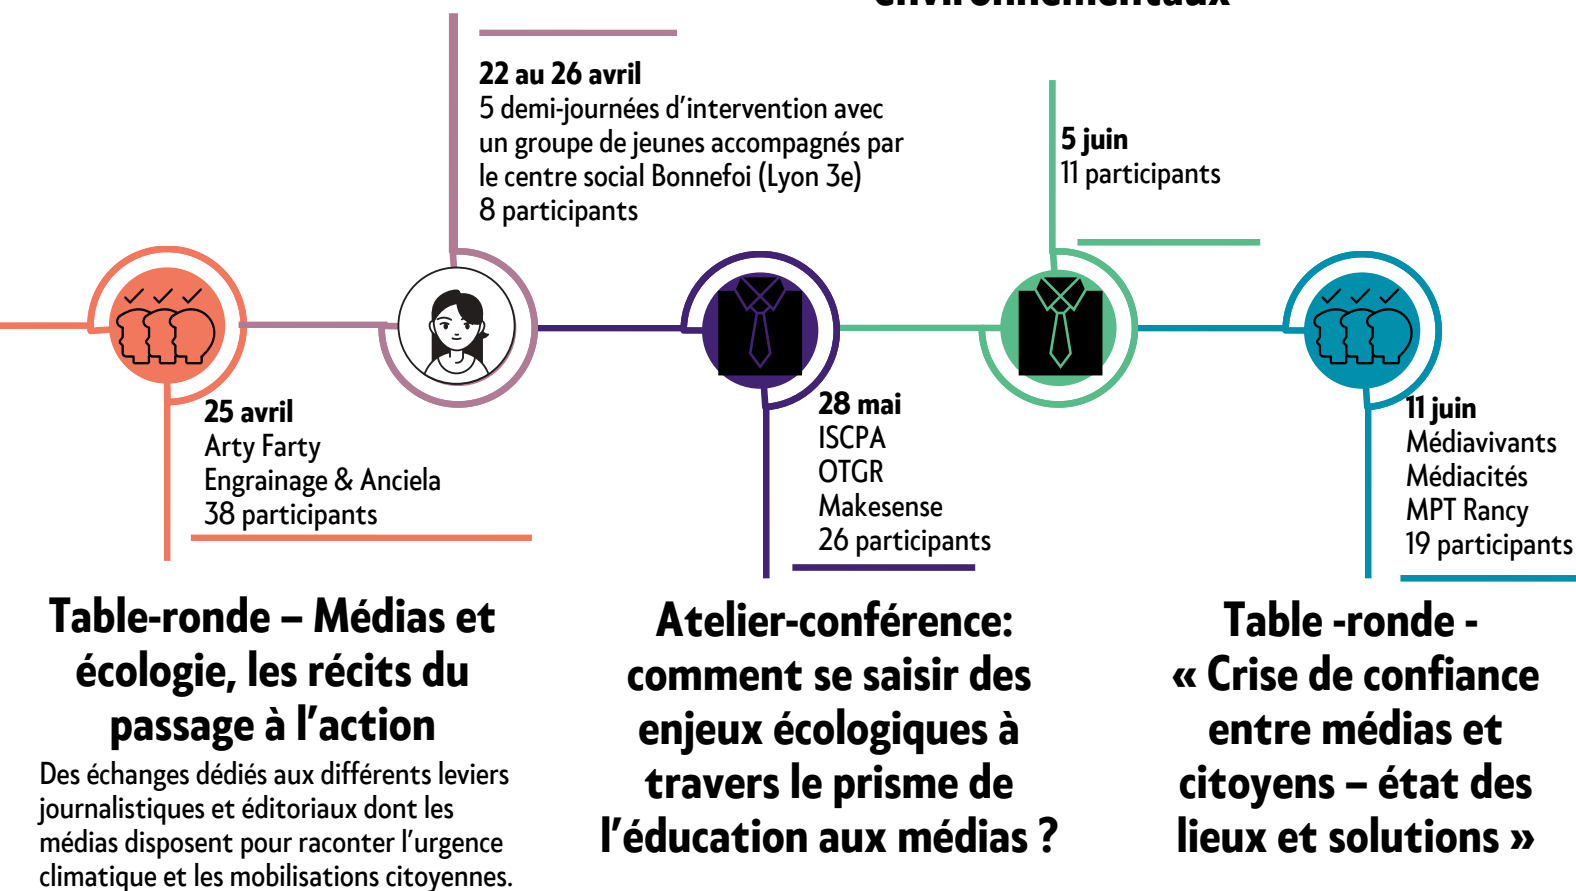 environnementaux
22 au 26 avril
5 demi-journées d’intervention avec
un groupe de jeunes accompagnés par
le centre social Bonnefoi (Lyon 3e)
8 participants
5 juin
11 participants
25 avril
Arty Farty
Engrainage & Anciela
38 participants
28 mai
ISCPA
OTGR
Makesense
26 participants
11 juin
Médiavivants
Médiacités
MPT Rancy
19 participants
Table-ronde – Médias et
écologie, les récits du
passage à l’action
Des échanges dédiés aux différents leviers
journalistiques et éditoriaux dont les
médias disposent pour raconter l’urgence
climatique et les mobilisations citoyennes.
Atelier-conférence:
comment se saisir des
enjeux écologiques à
travers le prisme de
l’éducation aux médias ?
Table -ronde -
« Crise de confiance
entre médias et
citoyens – état des
lieux et solutions »